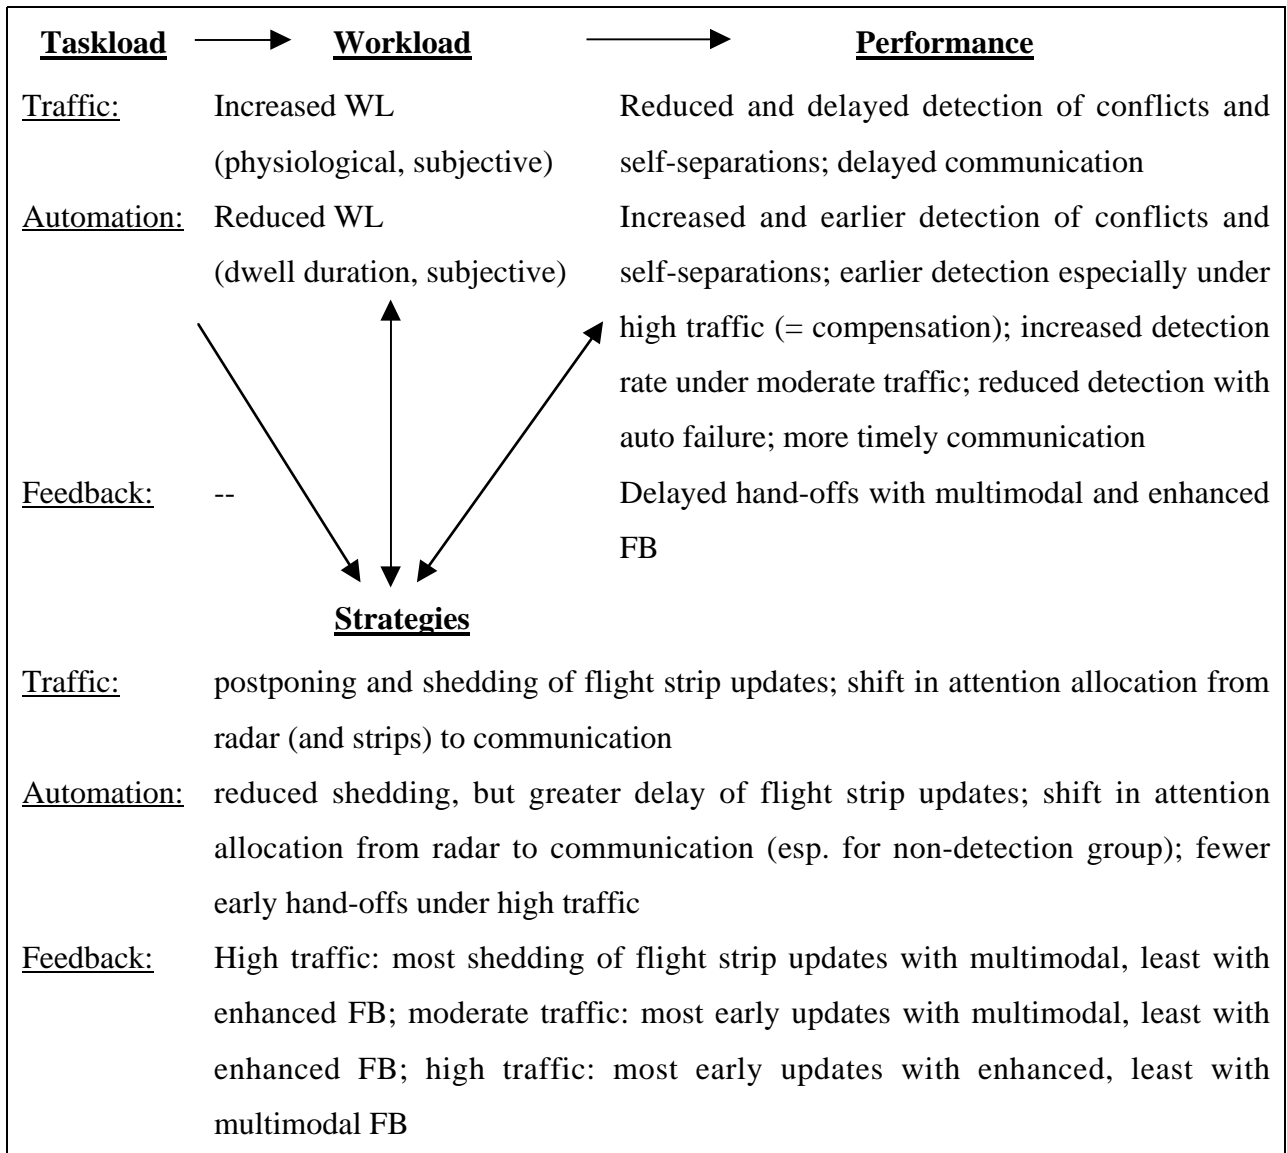 Taskload Workload Performance
Traffic: Increased WL Reduced and delayed detection of conflicts and
(physiological, subjective) self-separations; delayed communication
Automation: Reduced WL Increased and earlier detection of conflicts and
(dwell duration, subjective) self-separations; earlier detection especially under
high traffic (= compensation); increased detection
rate under moderate traffic; reduced detection with
auto failure; more timely communication
Feedback: -- Delayed hand-offs with multimodal and enhanced
FB
Strategies
Traffic: postponing and shedding of flight strip updates; shift in attention allocation from
radar (and strips) to communication
Automation: reduced shedding, but greater delay of flight strip updates; shift in attention
allocation from radar to communication (esp. for non-detection group); fewer
early hand-offs under high traffic
Feedback: High traffic: most shedding of flight strip updates with multimodal, least with
enhanced FB; moderate traffic: most early updates with multimodal, least with
enhanced FB; high traffic: most early updates with enhanced, least with
multimodal FB